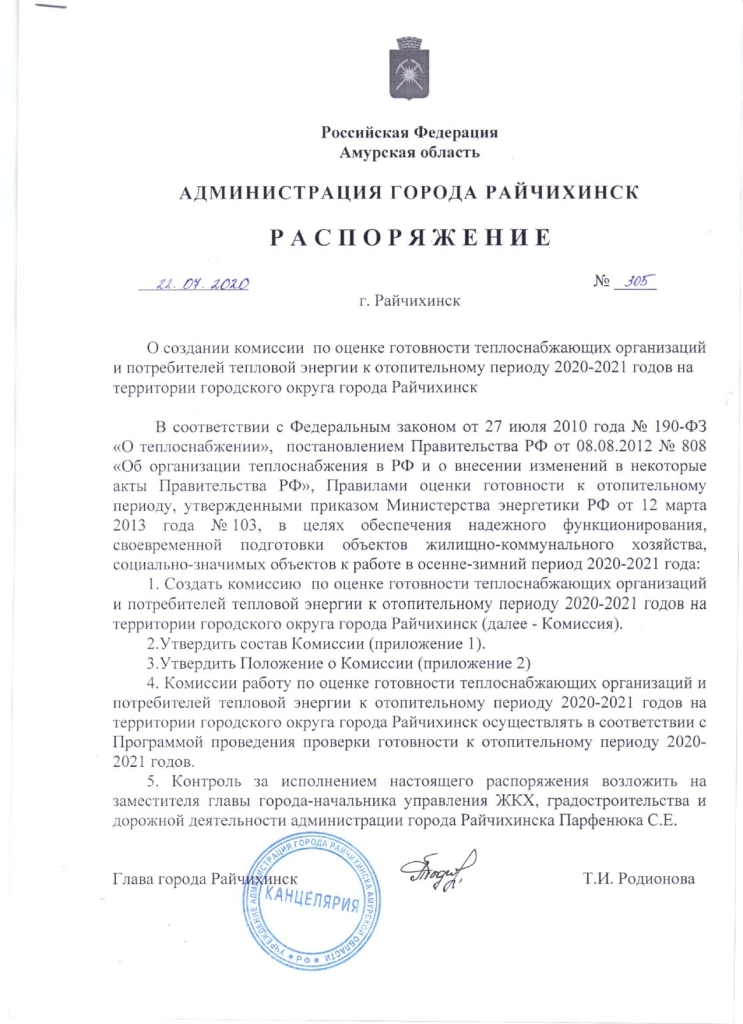 Российская Федерация
Амурская область
АДМИНИСТРАЦИЯ ГОРОДА РАЙЧИХИНСК
РАСПОРЯЖЕНИЕ
22.07.2020 № 305
г. Райчихинск
О создании комиссии по оценке готовности теплоснабжающих организаций
и потребителей тепловой энергии к отопительному периоду 2020-2021 годов на
территории городского округа города Райчихинск
В соответствии с Федеральным законом от 27 июля 2010 года № 190-ФЗ
«О теплоснабжении», постановлением Правительства РФ от 08.08.2012 № 808
«Об организации теплоснабжения в РФ и о внесении изменений в некоторые
акты Правительства РФ», Правилами оценки готовности к отопительному
периоду, утвержденными приказом Министерства энергетики РФ от 12 марта
2013 года № 103, в целях обеспечения надежного функционирования,
своевременной подготовки объектов жилищно-коммунального хозяйства,
социально-значимых объектов к работе в осенне-зимний период 2020-2021 года:
1. Создать комиссию по оценке готовности теплоснабжающих организаций
и потребителей тепловой энергии к отопительному периоду 2020-2021 годов на
территории городского округа города Райчихинск (далее - Комиссия).
2.Утвердить состав Комиссии (приложение 1).
3.Утвердить Положение о Комиссии (приложение 2)
4. Комиссии работу по оценке готовности теплоснабжающих организаций и
потребителей тепловой энергии к отопительному периоду 2020-2021 годов на
территории городского округа города Райчихинск осуществлять в соответствии с
Программой проведения проверки готовности к отопительному периоду 2020-
2021 годов.
5. Контроль за исполнением настоящего распоряжения возложить на
заместителя главы города-начальника управления ЖКХ, градостроительства и
дорожной деятельности администрации города Райчихинска Парфенюка С.Е.
Глава города Райчихинск Т.И. Родионова
УЧРЕЖДЕНИЕ АДМИНИСТРАЦИЯ ГОРОДА РАЙЧИХИНСКА АМУРСКОЙ ОБЛАСТИ * РФ *
КАНЦЕЛЯРИЯ